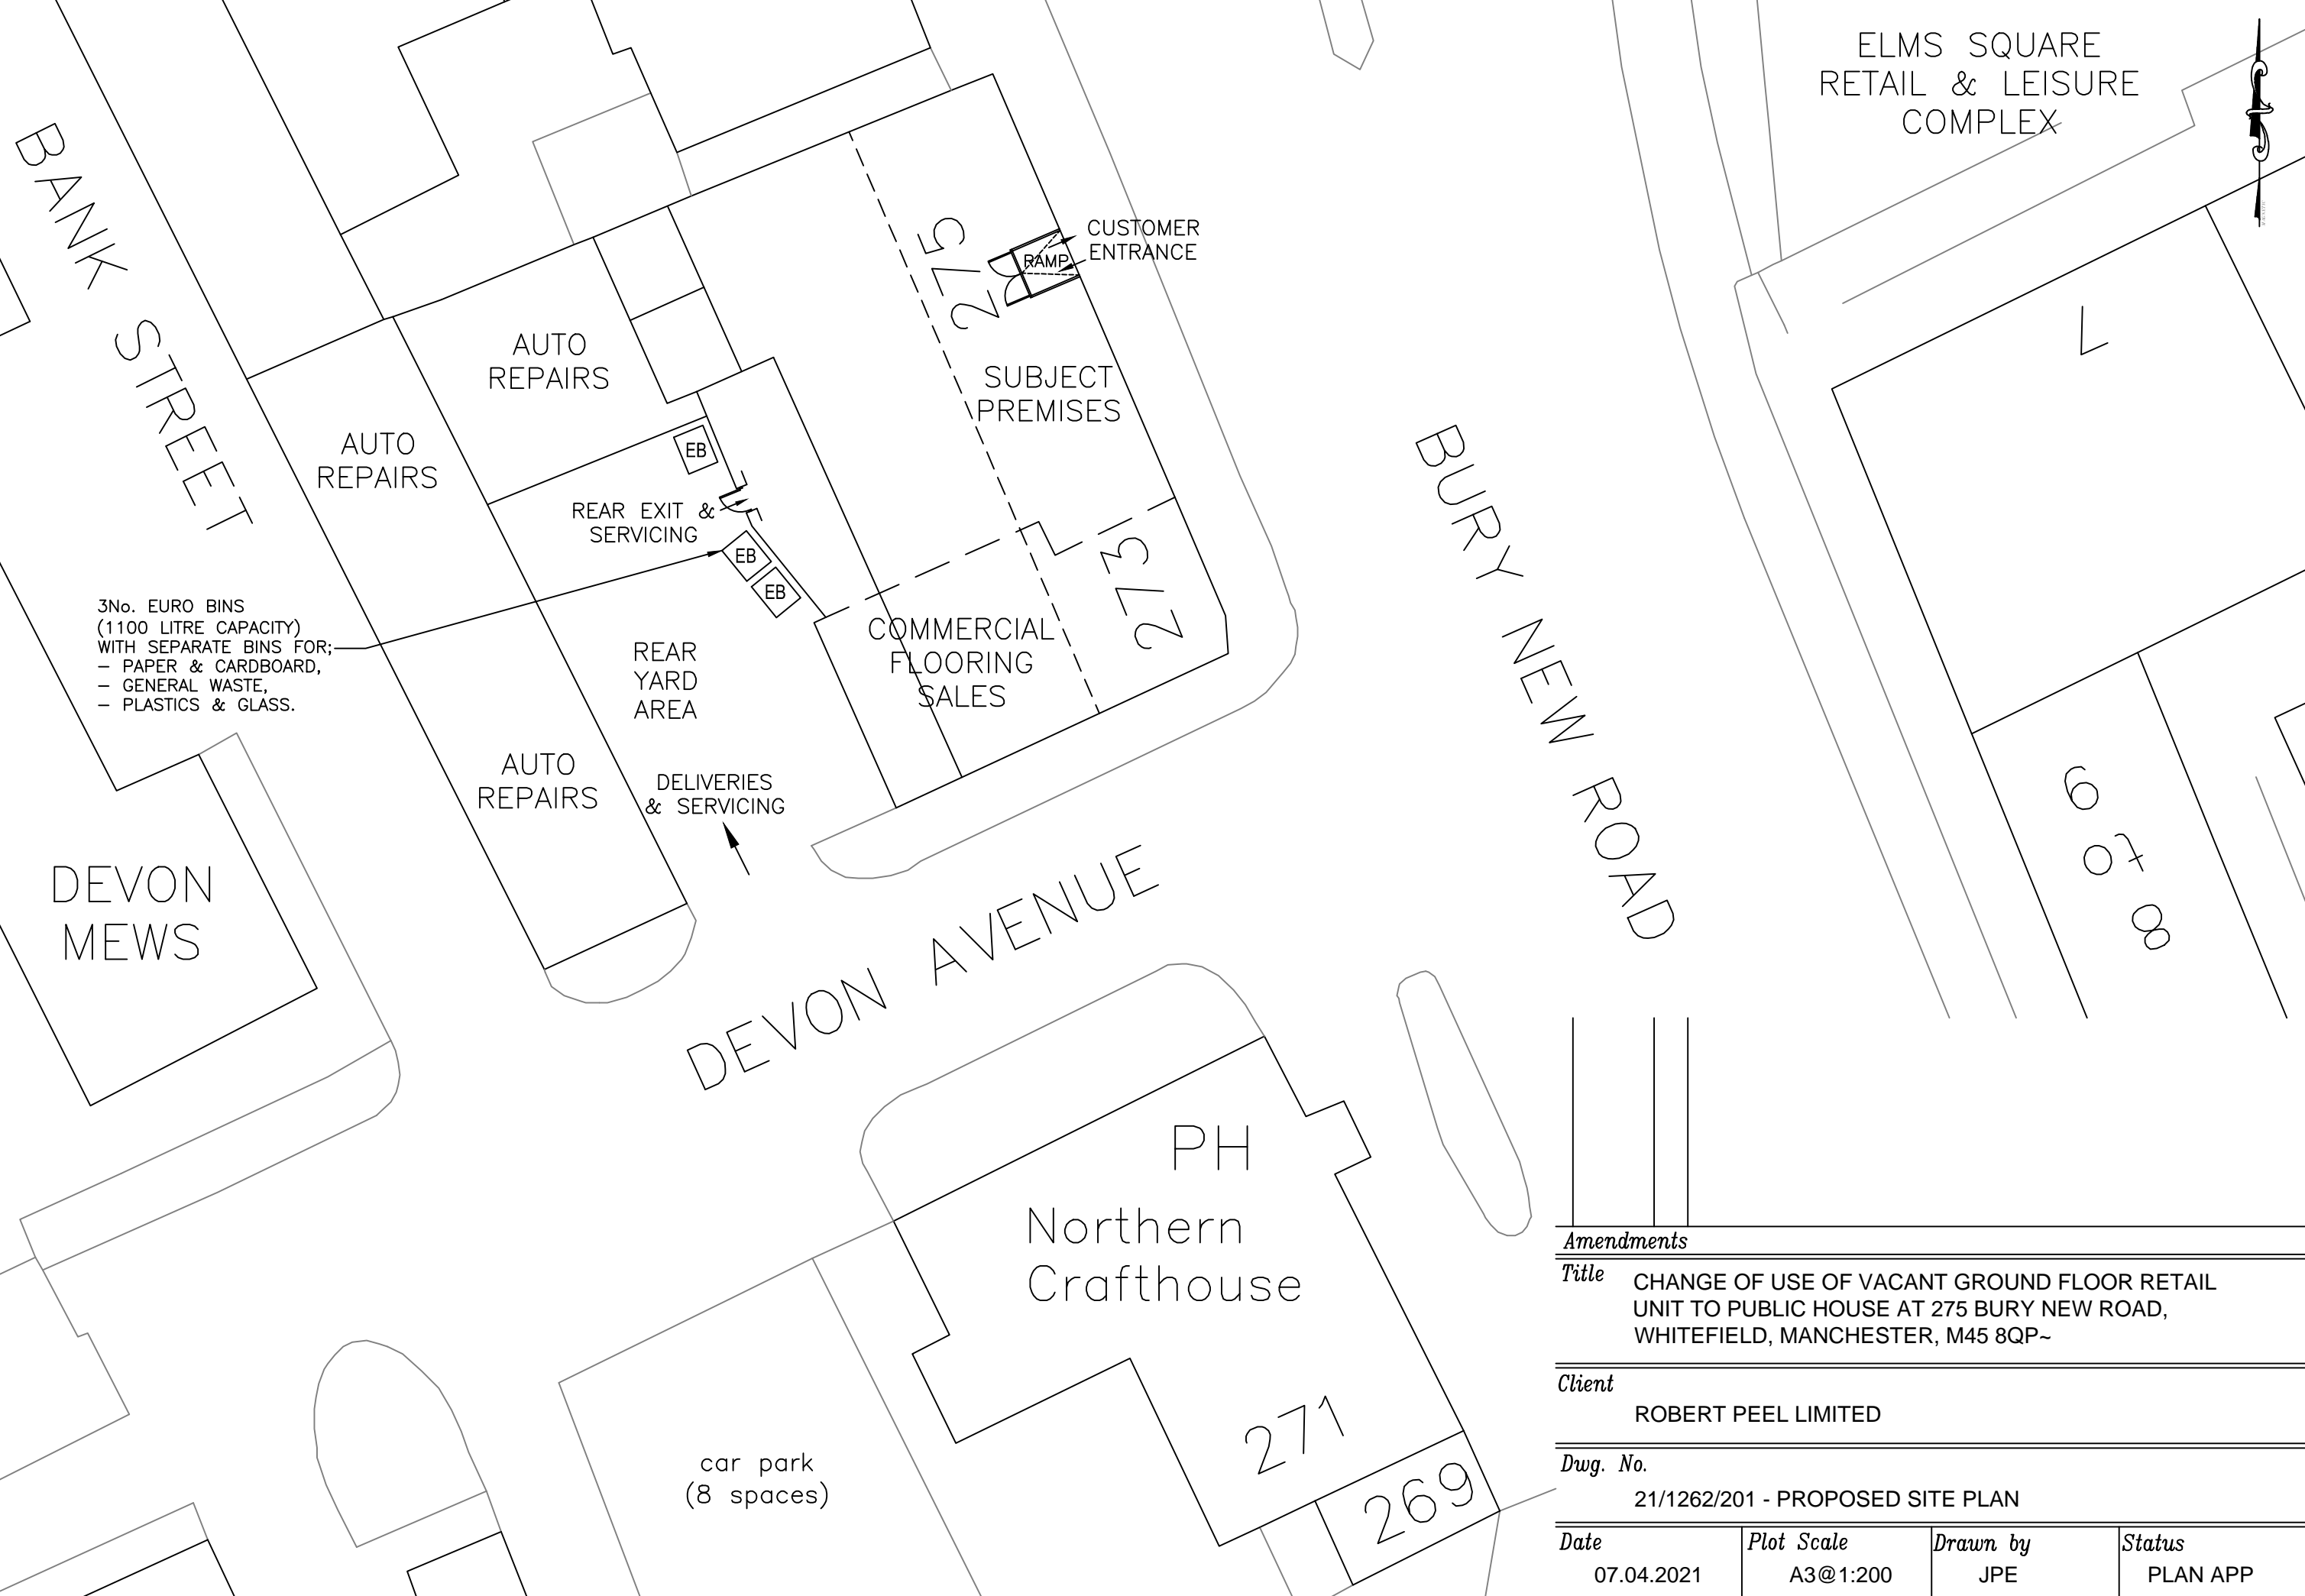 ELMS SQUARE
RETAIL & LEISURE
COMPLEX
BANK STREET
275
CUSTOMER
ENTRANCE
RAMP
AUTO
REPAIRS
SUBJECT
PREMISES
7
AUTO
REPAIRS
EB
REAR EXIT &
SERVICING
EB
EB
273
BURY NEW ROAD
3No. EURO BINS
(1100 LITRE CAPACITY)
WITH SEPARATE BINS FOR;
– PAPER & CARDBOARD,
– GENERAL WASTE,
– PLASTICS & GLASS.
REAR
YARD
AREA
COMMERCIAL
FLOORING
SALES
AUTO
REPAIRS
DELIVERIES
& SERVICING
6 to 8
DEVON
MEWS
DEVON AVENUE
PH
Northern
Crafthouse
271
269
car park
(8 spaces)
Amendments
Title
CHANGE OF USE OF VACANT GROUND FLOOR RETAIL
UNIT TO PUBLIC HOUSE AT 275 BURY NEW ROAD,
WHITEFIELD, MANCHESTER, M45 8QP~
Client
ROBERT PEEL LIMITED
Dwg. No.
21/1262/201 - PROPOSED SITE PLAN
Date
07.04.2021
Plot Scale
A3@1:200
Drawn by
JPE
Status
PLAN APP